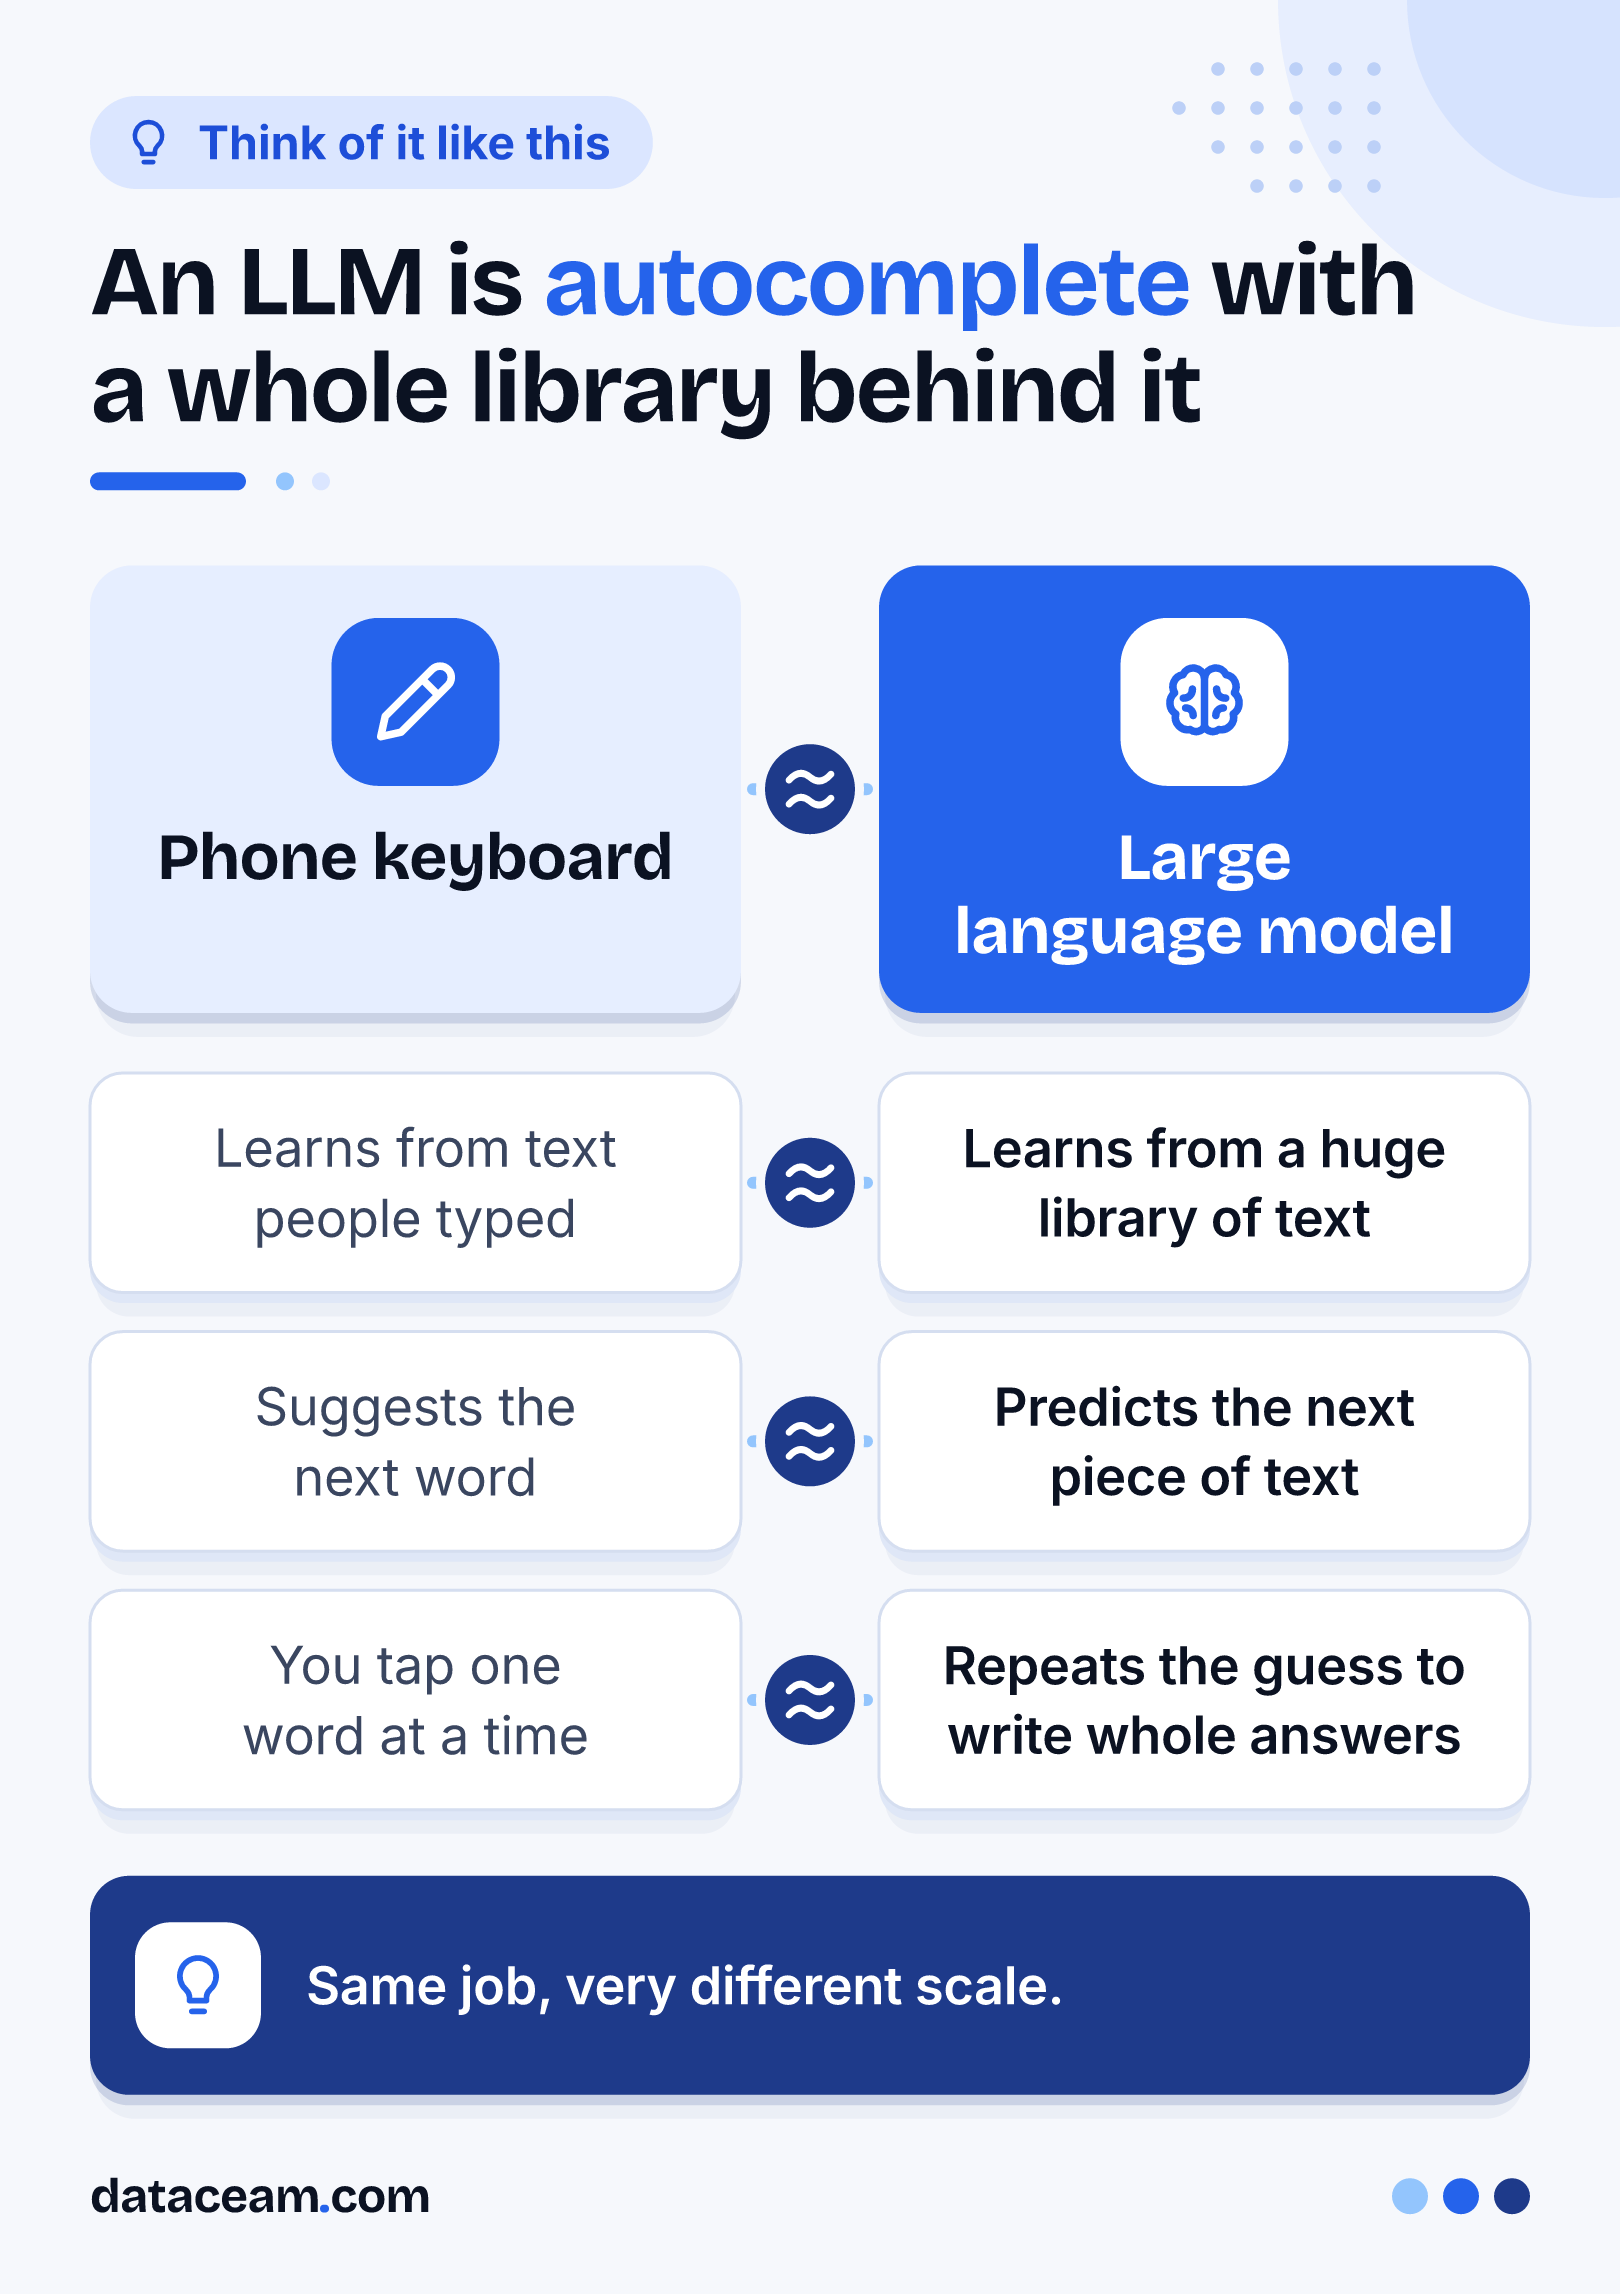 Think of it like this
An LLM is autocomplete with
a whole library behind it
Phone keyboard
Large
language model
Learns from text
people typed
Learns from a huge
library of text
Suggests the
next word
Predicts the next
piece of text
You tap one
word at a time
Repeats the guess to
write whole answers
Same job, very different scale.
dataceam.com